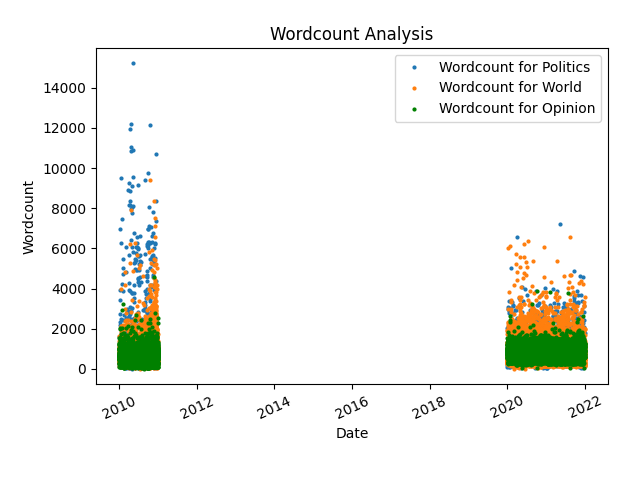 Wordcount Analysis
Wordcount for Politics
Wordcount for World
Wordcount for Opinion
14000
12000
10000
8000
6000
4000
2000
0
Wordcount
2010
2012
2014
2016
2018
2020
2022
Date